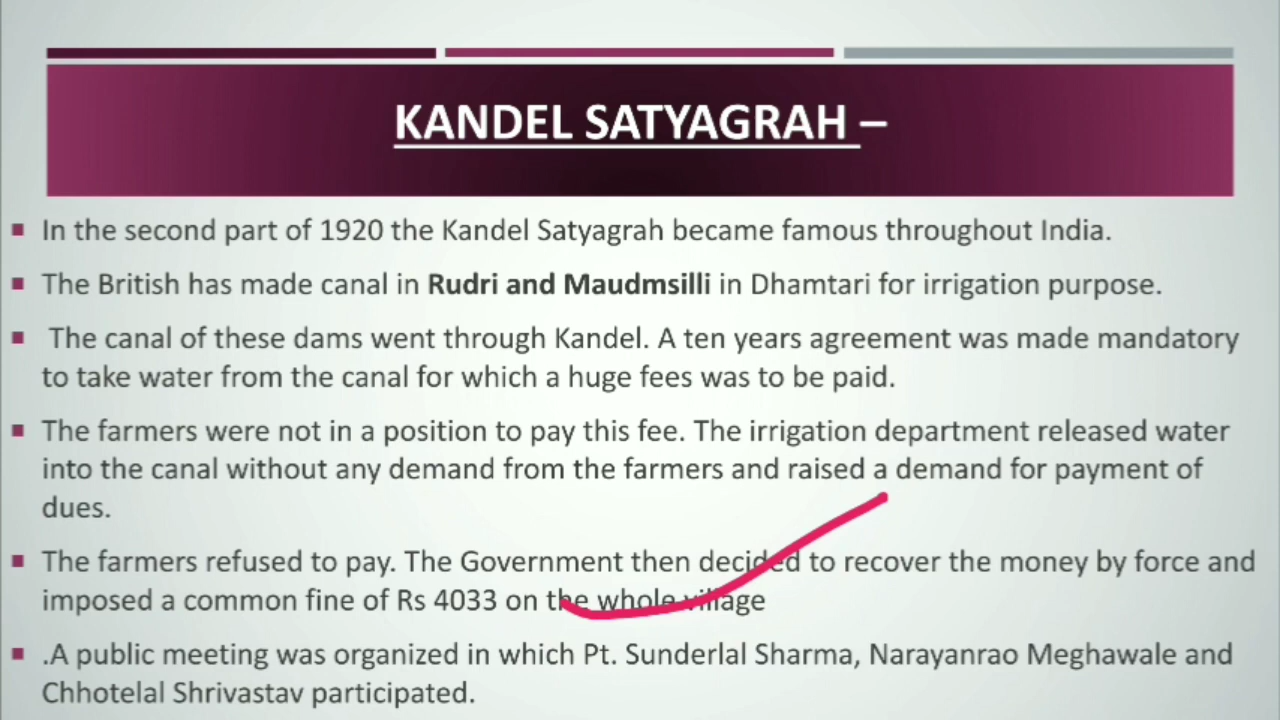 KANDEL SATYAGRAH –
In the second part of 1920 the Kandel Satyagrah became famous throughout India.
The British has made canal in Rudri and Maudmsilli in Dhamtari for irrigation purpose.
The canal of these dams went through Kandel. A ten years agreement was made mandatory
to take water from the canal for which a huge fees was to be paid.
The farmers were not in a position to pay this fee. The irrigation department released water
into the canal without any demand from the farmers and raised a demand for payment of
dues.
The farmers refused to pay. The Government then decided to recover the money by force and
imposed a common fine of Rs 4033 on the whole village
.A public meeting was organized in which Pt. Sunderlal Sharma, Narayanrao Meghawale and
Chhotelal Shrivastav participated.